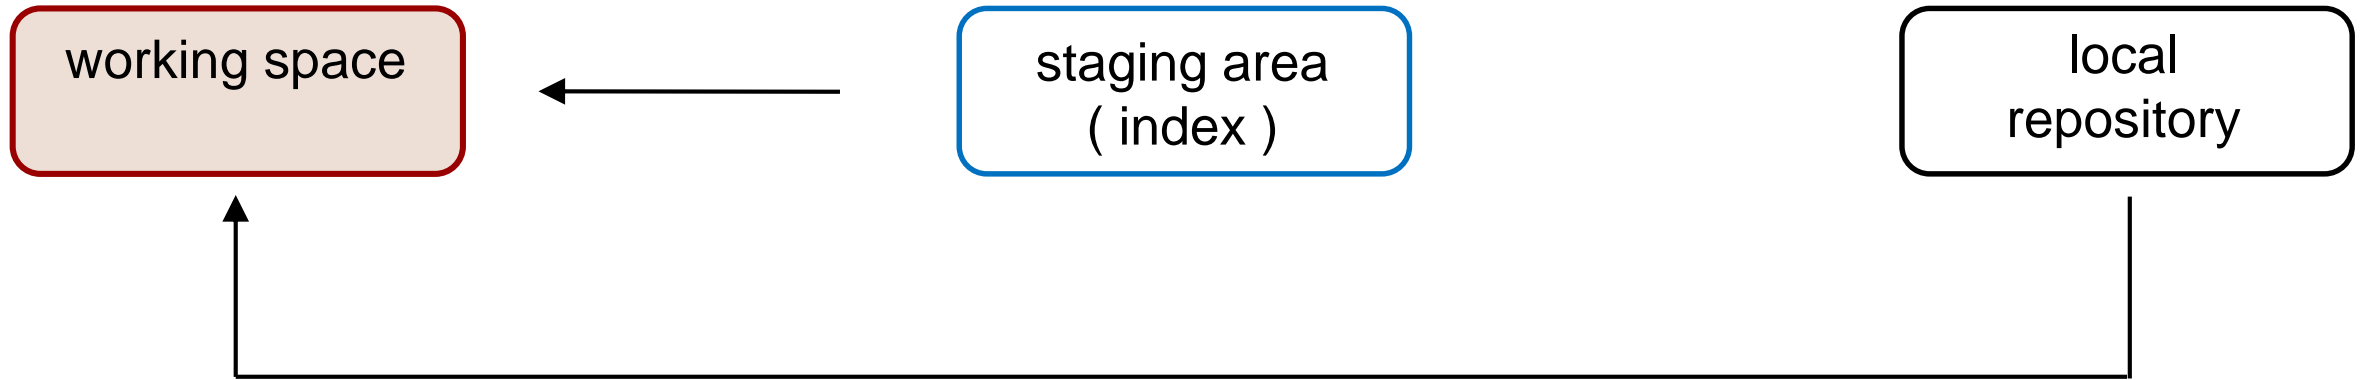 working space
staging area
( index )
local
repository